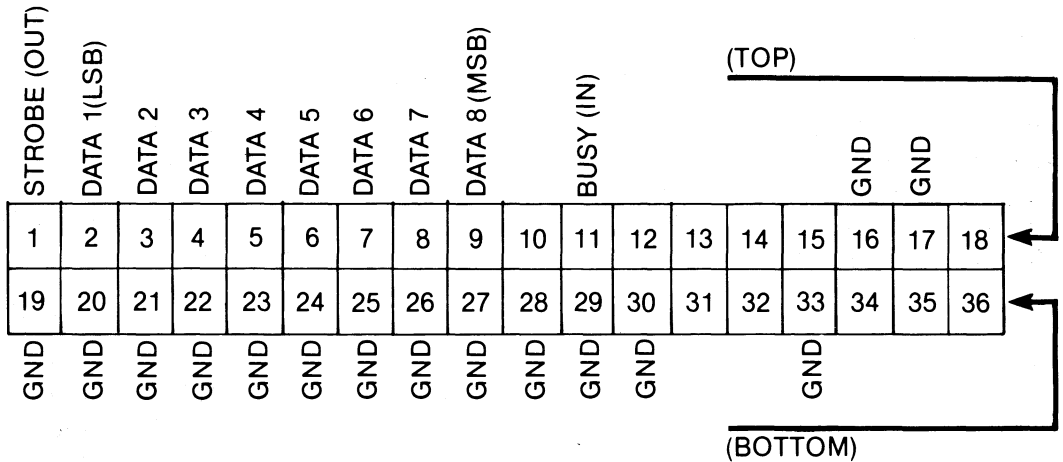 (TOP)
STROBE (OUT)
DATA 1(LSB)
DATA 2
DATA 3
DATA 4
DATA 5
DATA 6
DATA 7
DATA 8 (MSB)
BUSY (IN)
GND
GND
1 2 3 4 5 6 7 8 9 10 11 12 13 14 15 16 17 18
19 20 21 22 23 24 25 26 27 28 29 30 31 32 33 34 35 36
GND
GND
GND
GND
GND
GND
GND
GND
GND
GND
GND
GND
GND
(BOTTOM)